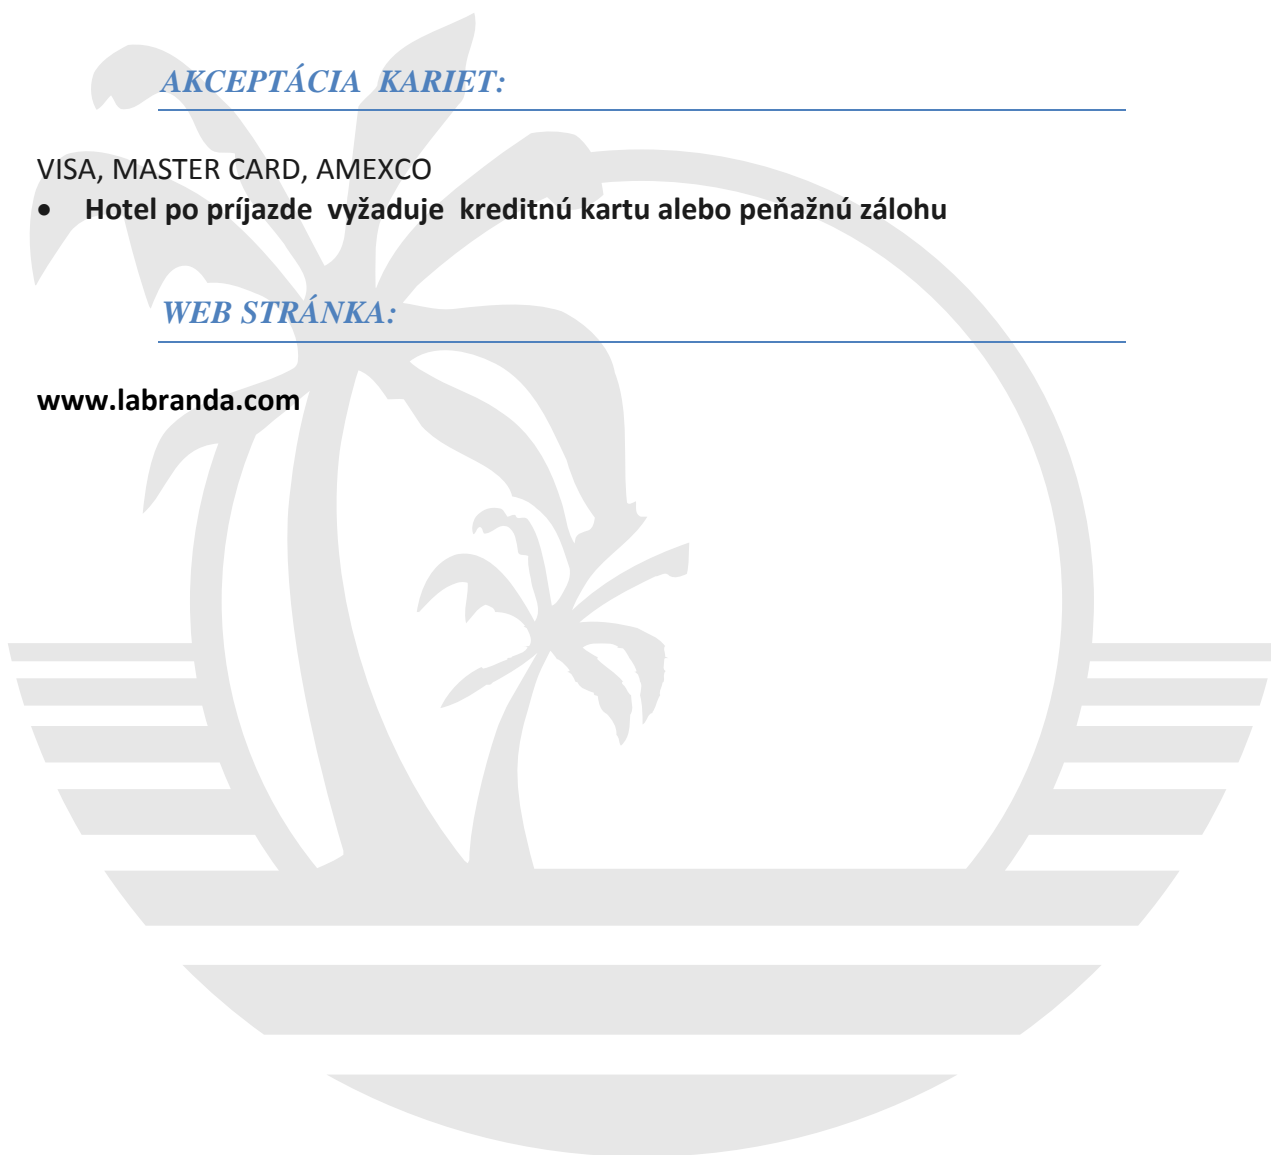 AKCEPTÁCIA KARIET:
VISA, MASTER CARD, AMEXCO
• Hotel po príjazde vyžaduje kreditnú kartu alebo peňažnú zálohu
WEB STRÁNKA:
www.labranda.com